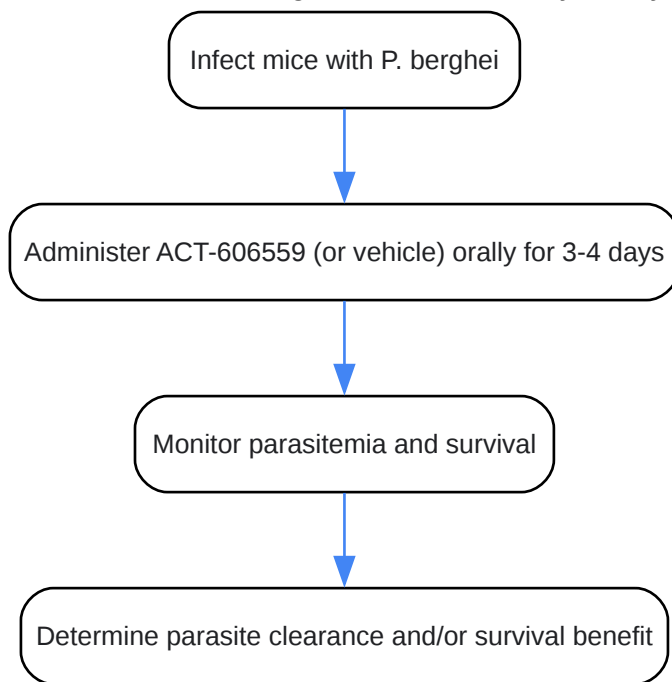 Infect mice with P. berghei
Administer ACT-606559 (or vehicle) orally for 3-4 days
Monitor parasitemia and survival
Determine parasite clearance and/or survival benefit